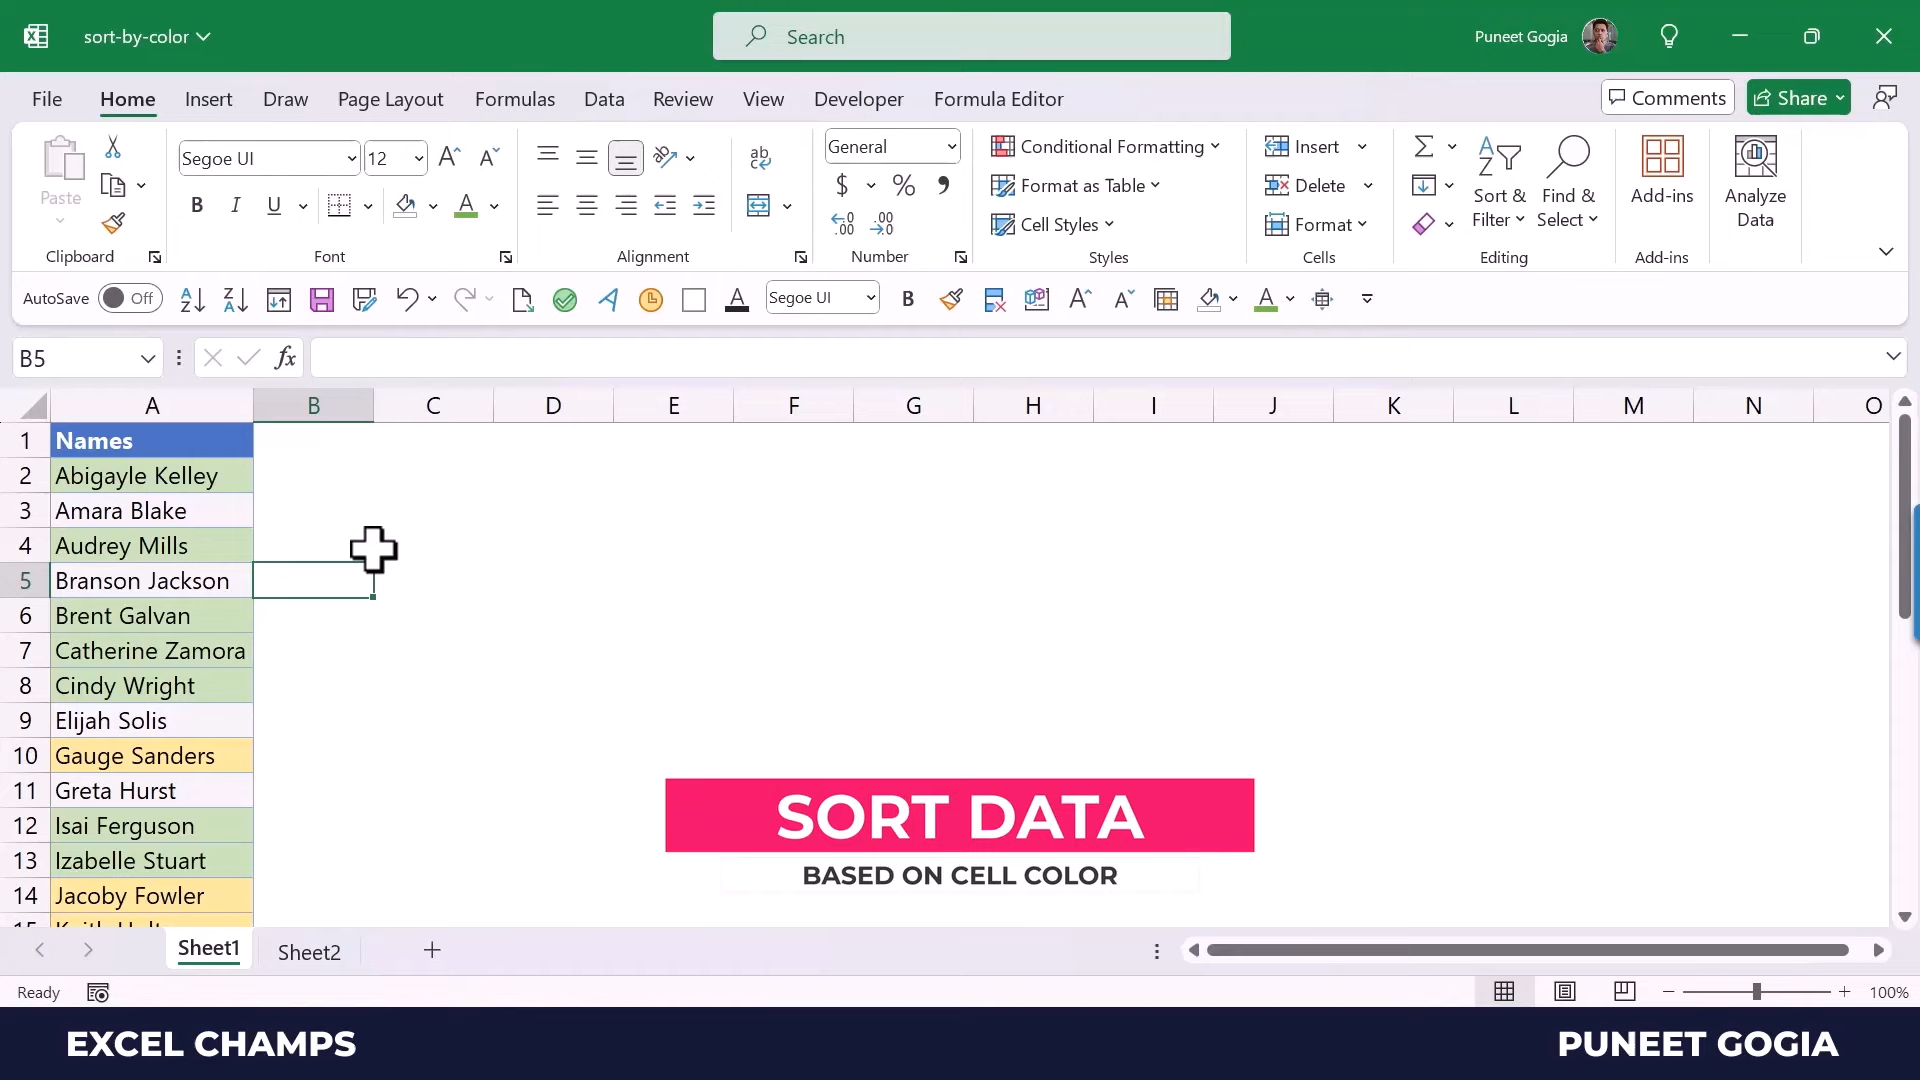 sort-by-color
Search
Puneet Gogia
File Home Insert Draw Page Layout Formulas Data Review View Developer Formula Editor
Comments Share
Paste
Clipboard
Segoe UI 12
B I U
Font
ab
Alignment
General
$ %
Number
Conditional Formatting
Format as Table
Cell Styles
Styles
Insert
Delete
Format
Cells
Sort & Filter
Find & Select
Editing
Add-ins
Add-ins
Analyze Data
AutoSave Off Segoe UI B
B5 fx
A B C D E F G H I J K L M N O
1 Names
2 Abigayle Kelley
3 Amara Blake
4 Audrey Mills
5 Branson Jackson
6 Brent Galvan
7 Catherine Zamora
8 Cindy Wright
9 Elijah Solis
10 Gauge Sanders
11 Greta Hurst
12 Isai Ferguson
13 Izabelle Stuart
14 Jacoby Fowler
SORT DATA
BASED ON CELL COLOR
Sheet1 Sheet2
Ready 100%
EXCEL CHAMPS PUNEET GOGIA